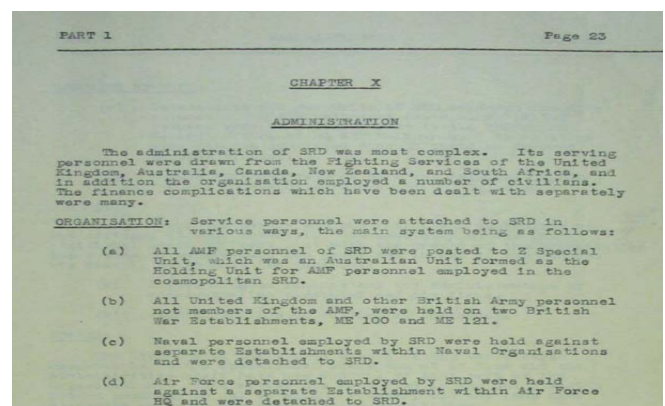 PART 1 Page 23
CHAPTER X
ADMINISTRATION
The administration of SRD was most complex. Its serving
personnel were drawn from the Fighting Services of the United
Kingdom, Australia, Canada, New Zealand, and South Africa, and
in addition the organisation employed a number of civilians.
The finance complications which have been dealt with separately
were many.
ORGANISATION: Service personnel were attached to SRD in
various ways, the main system being as follows:
(a) All AMF personnel of SRD were posted to Z Special
Unit, which was an Australian Unit formed as the
Holding Unit for AMF personnel employed in the
cosmopolitan SRD.
(b) All United Kingdom and other British Army personnel
not members of the AMF, were held on two British
War Establishments, ME 100 and ME 121.
(c) Naval personnel employed by SRD were held against
separate Establishments within Naval Organisations
and were detached to SRD.
(d) Air Force personnel employed by SRD were held
against a separate Establishment within Air Force
HQ and were detached to SRD.